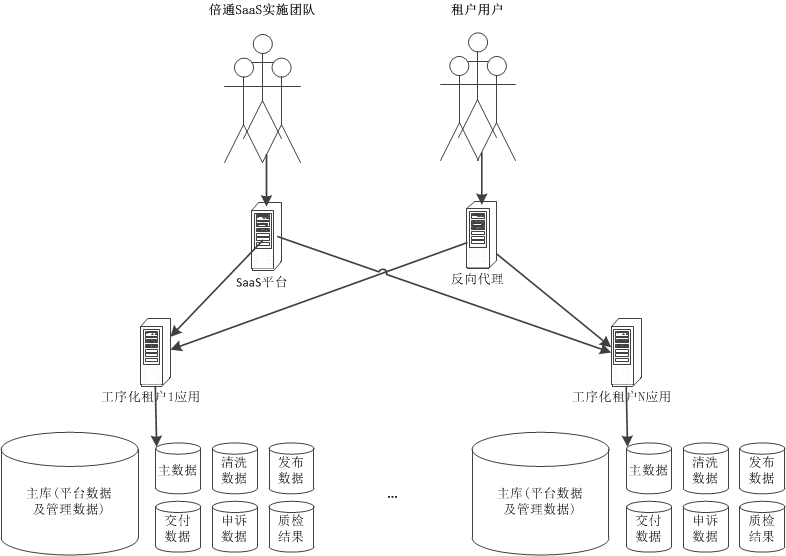 倍通SaaS实施团队
租户用户
SaaS平台
反向代理
工序化租户1应用
工序化租户N应用
主库(平台数据
及管理数据)
主数据
清洗
数据
发布
数据
交付
数据
申诉
数据
质检
结果
...
主库(平台数据
及管理数据)
主数据
清洗
数据
发布
数据
交付
数据
申诉
数据
质检
结果